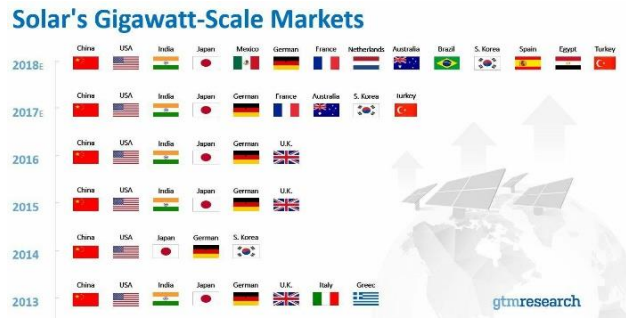 Solar's Gigawatt-Scale Markets
China USA India Japan Mexico German France Netherlands Australia Brazil S. Korea Spain Egypt Turkey
2018E
China USA India Japan German France Australia S. Korea turkey
2017E
China USA India Japan German U.K.
2016
China USA India Japan German U.K.
2015
China USA Japan German S. Korea
2014
China USA India Japan German U.K. Italy Greec
2013
gtmresearch